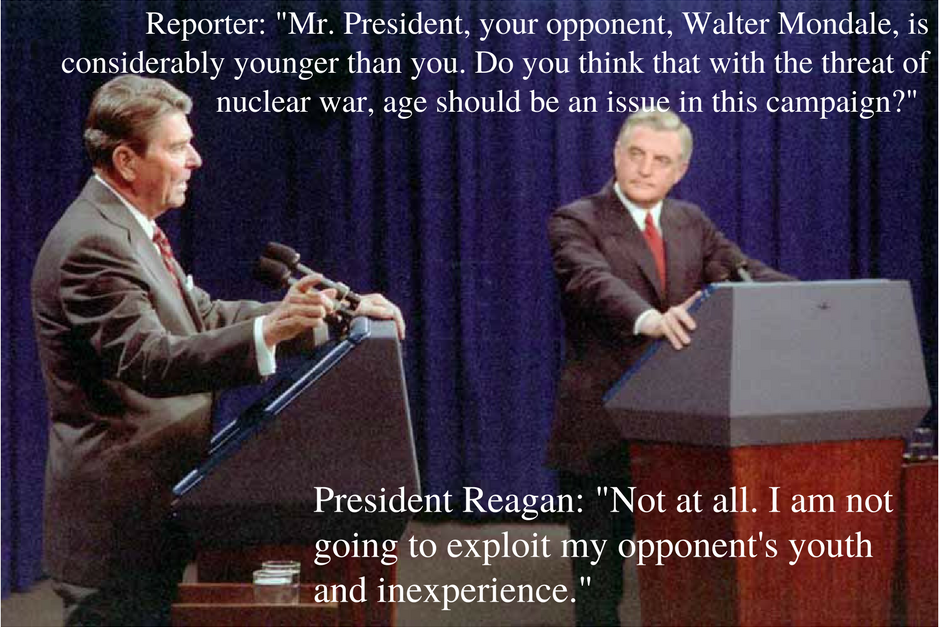 Reporter: "Mr. President, your opponent, Walter Mondale, is
considerably younger than you. Do you think that with the threat of
nuclear war, age should be an issue in this campaign?"
President Reagan: "Not at all. I am not
going to exploit my opponent's youth
and inexperience."